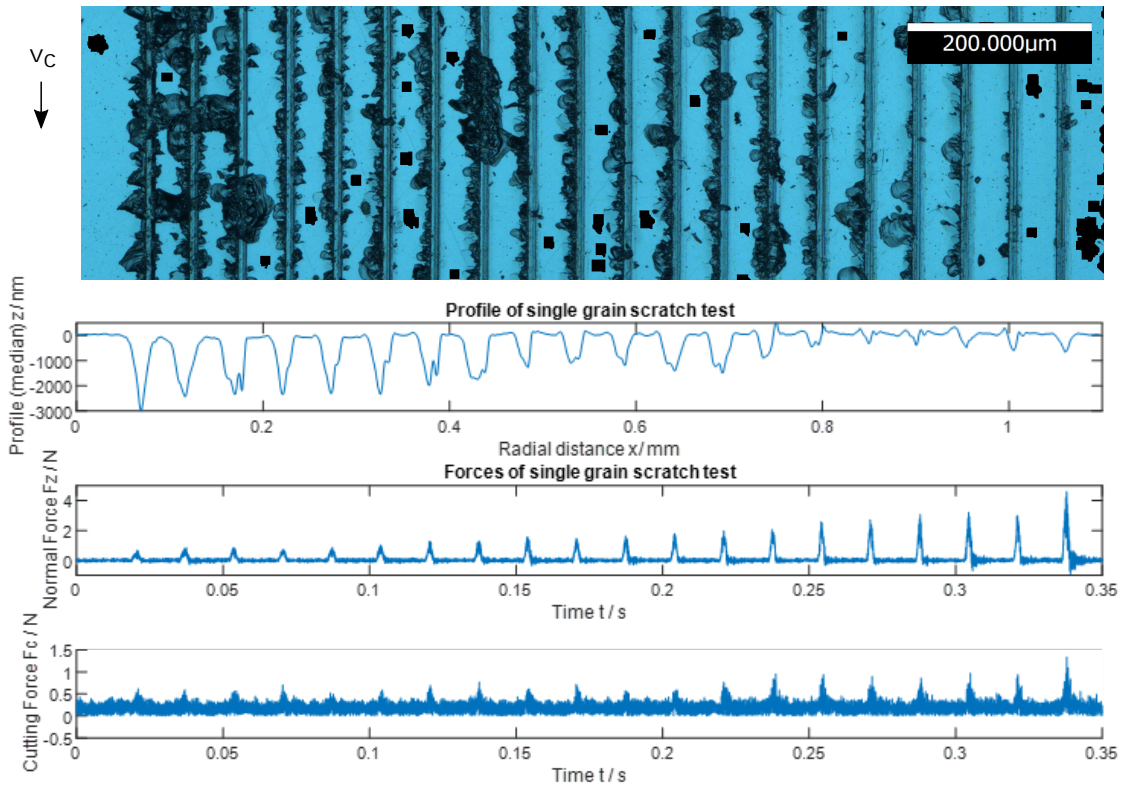 v_C
200.000µm
Profile of single grain scratch test
Profile (median) z / nm
0
-1000
-2000
-3000
0 0.2 0.4 0.6 0.8 1
Radial distance x / mm
Forces of single grain scratch test
Normal Force Fz / N
4
2
0
0 0.05 0.1 0.15 0.2 0.25 0.3 0.35
Time t / s
Cutting Force Fc / N
1.5
1
0.5
0
-0.5
0 0.05 0.1 0.15 0.2 0.25 0.3 0.35
Time t / s